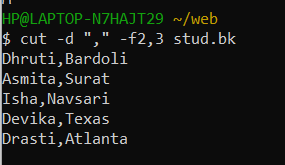 HP@LAPTOP-N7HAJT29 ~/web
$ cut -d "," -f2,3 stud.bk
Dhruti,Bardoli
Asmita,Surat
Isha,Navsari
Devika,Texas
Drasti,Atlanta